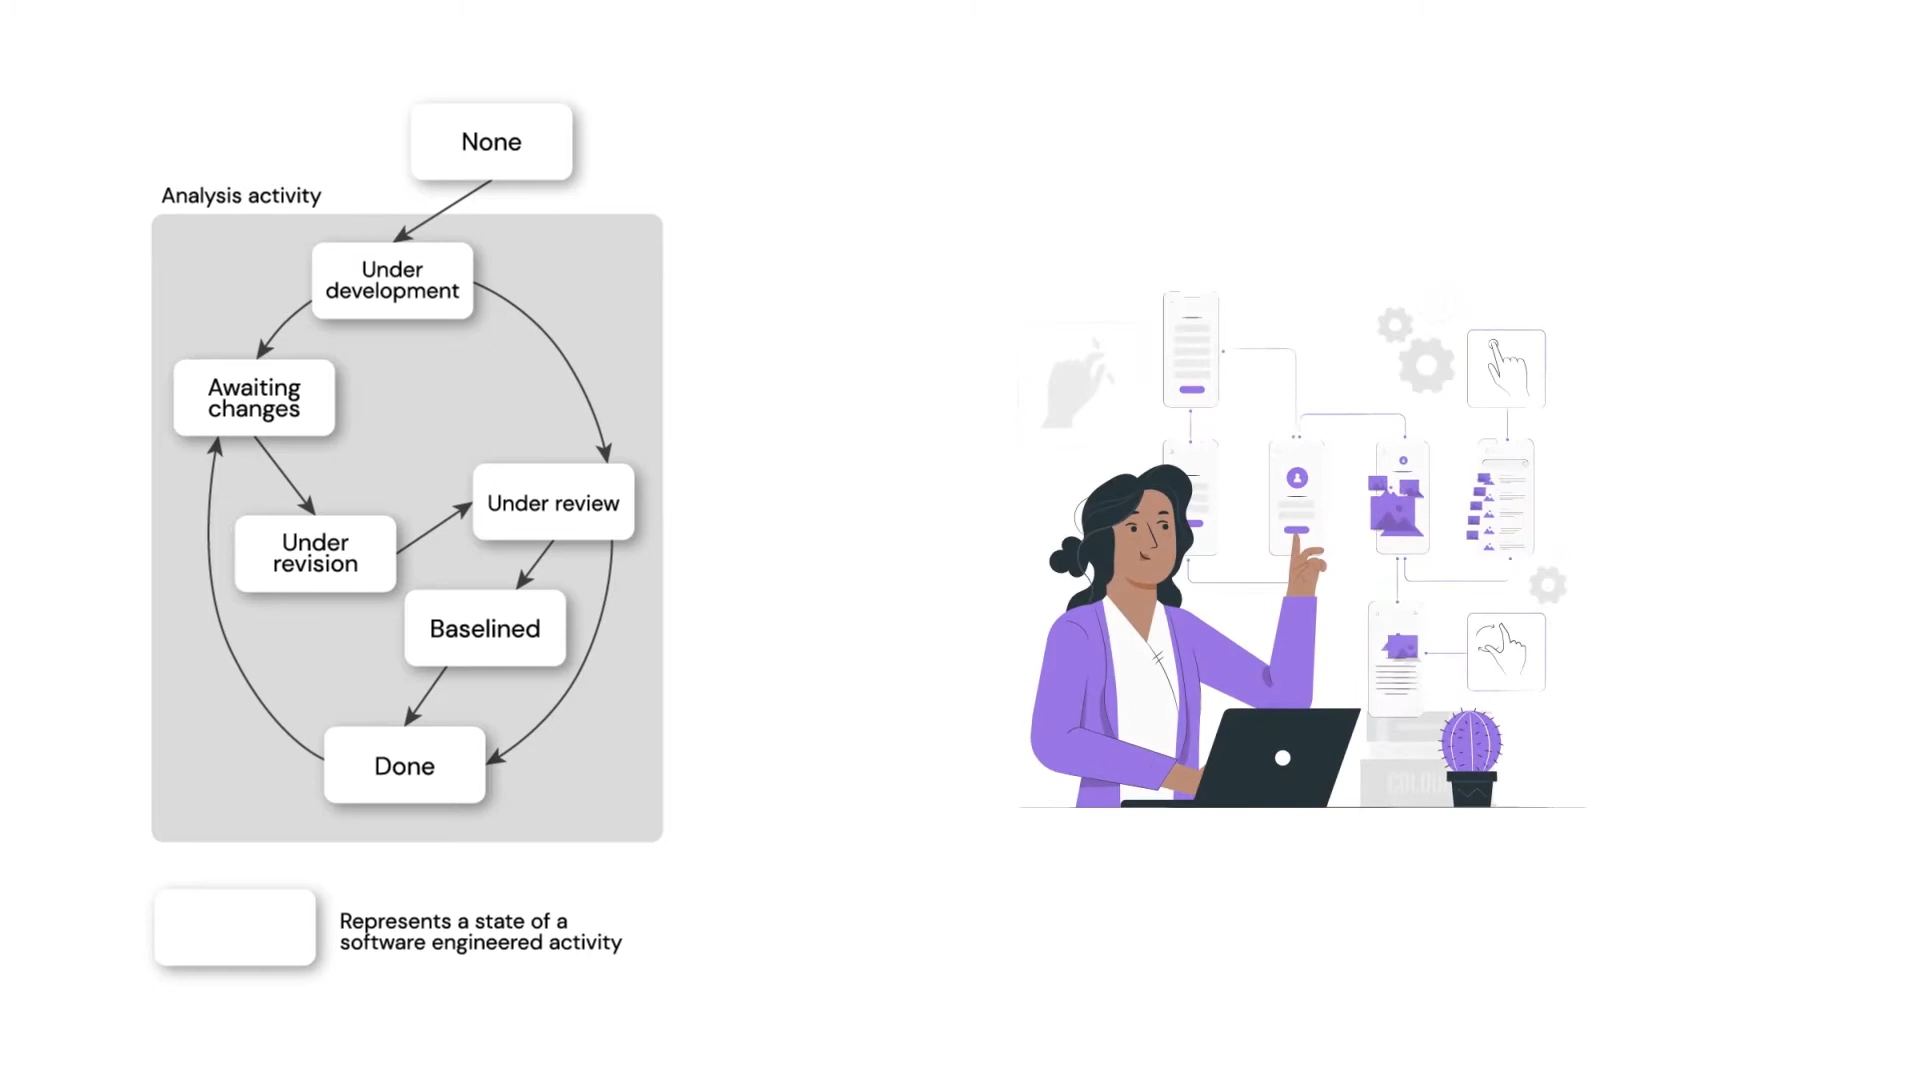 None
Analysis activity
Under
development
Awaiting
changes
Under review
Under
revision
Baselined
Done
Represents a state of a
software engineered activity